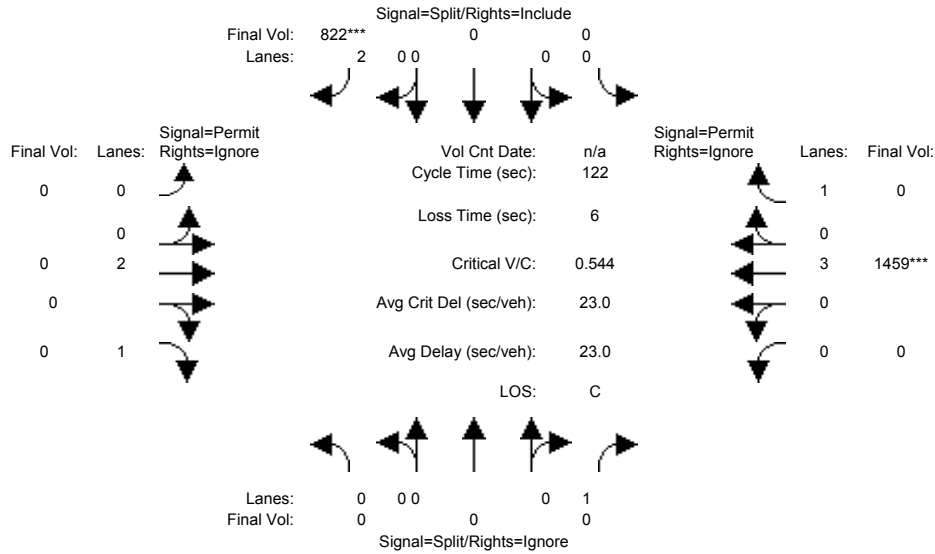 Signal=Split/Rights=Include
Final Vol: 822*** 0 0
Lanes: 2 0 0 0 0
Signal=Permit Signal=Permit
Final Vol: Lanes: Rights=Ignore Vol Cnt Date: n/a Rights=Ignore Lanes: Final Vol:
0 0 Cycle Time (sec): 122 1 0
Loss Time (sec): 6
0 0
0 2 Critical V/C: 0.544 3 1459***
0 Avg Crit Del (sec/veh): 23.0 0
0 1 Avg Delay (sec/veh): 23.0 0 0
LOS: C
Lanes: 0 0 0 0 1
Final Vol: 0 0 0
Signal=Split/Rights=Ignore